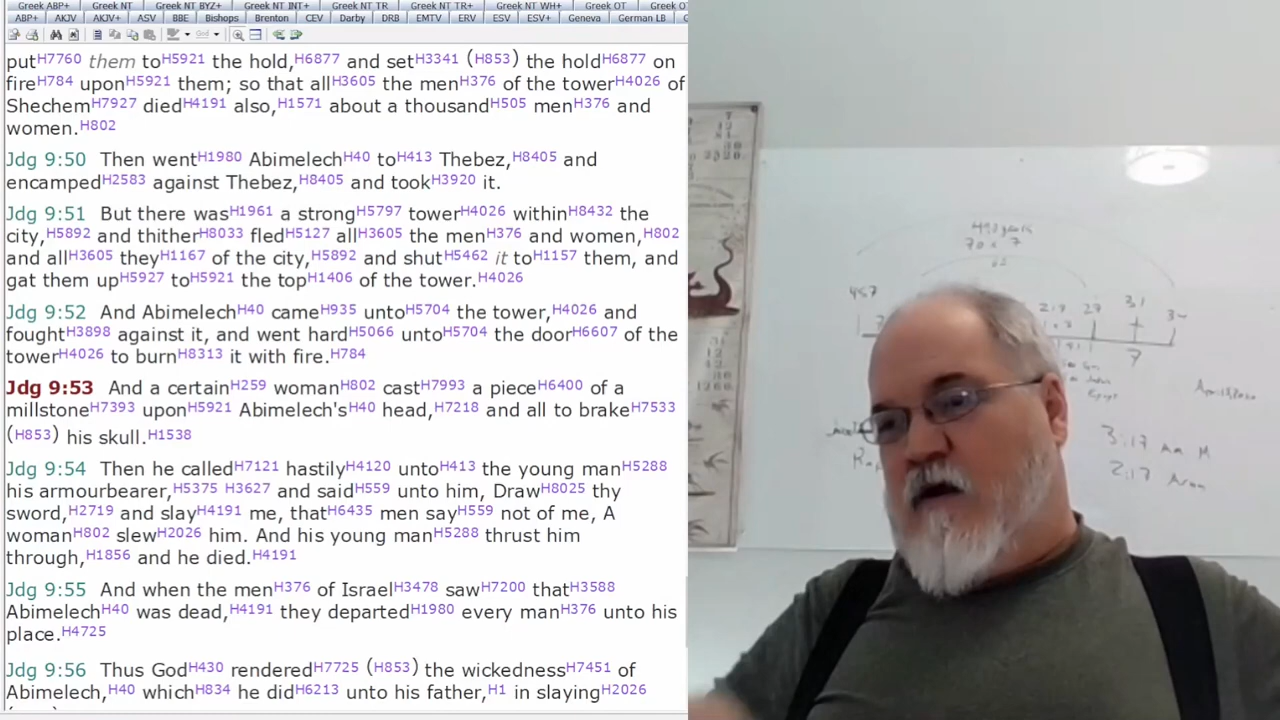 Greek ABP+ Greek NT Greek NT BYZ+ Greek NT INT+ Greek NT TR Greek NT TR+ Greek NT WH+ Greek OT Greek O
ABP+ AKJV AKJV+ ASV BBE Bishops Brenton CEV Darby DRB EMTV ERV ESV ESV+ Geneva German LB G
putH7760 them toH5921 the hold,H6877 and setH3341 (H853) the holdH6877 on
fireH784 uponH5921 them; so that allH3605 the menH376 of the towerH4026 of
ShechemH7927 diedH4191 also,H1571 about a thousandH505 menH376 and
women.H802
Jdg 9:50 Then wentH1980 AbimelechH40 toH413 Thebez,H8405 and
encampedH2583 against Thebez,H8405 and tookH3920 it.
Jdg 9:51 But there wasH1961 a strongH5797 towerH4026 withinH8432 the
city,H5892 and thitherH8033 fledH5127 allH3605 the menH376 and women,H802
and allH3605 theyH1167 of the city,H5892 and shutH5462 it toH1157 them, and
gat them upH5927 toH5921 the topH1406 of the tower.H4026
Jdg 9:52 And AbimelechH40 cameH935 untoH5704 the tower,H4026 and
foughtH3898 against it, and went hardH5066 untoH5704 the doorH6607 of the
towerH4026 to burnH8313 it with fire.H784
Jdg 9:53 And a certainH259 womanH802 castH7993 a pieceH6400 of a
millstoneH7393 uponH5921 Abimelech'sH40 head,H7218 and all to brakeH7533
(H853) his skull.H1538
Jdg 9:54 Then he calledH7121 hastilyH4120 untoH413 the young manH5288
his armourbearer,H5375 H3627 and saidH559 unto him, DrawH8025 thy
sword,H2719 and slayH4191 me, thatH6435 men sayH559 not of me, A
womanH802 slewH2026 him. And his young manH5288 thrust him
through,H1856 and he died.H4191
Jdg 9:55 And when the menH376 of IsraelH3478 sawH7200 thatH3588
AbimelechH40 was dead,H4191 they departedH1980 every manH376 unto his
place.H4725
Jdg 9:56 Thus GodH430 renderedH7725 (H853) the wickednessH7451 of
Abimelech,H40 whichH834 he didH6213 unto his father,H1 in slayingH2026
70 x 7
457
27
31
7
3:17 am
2:17